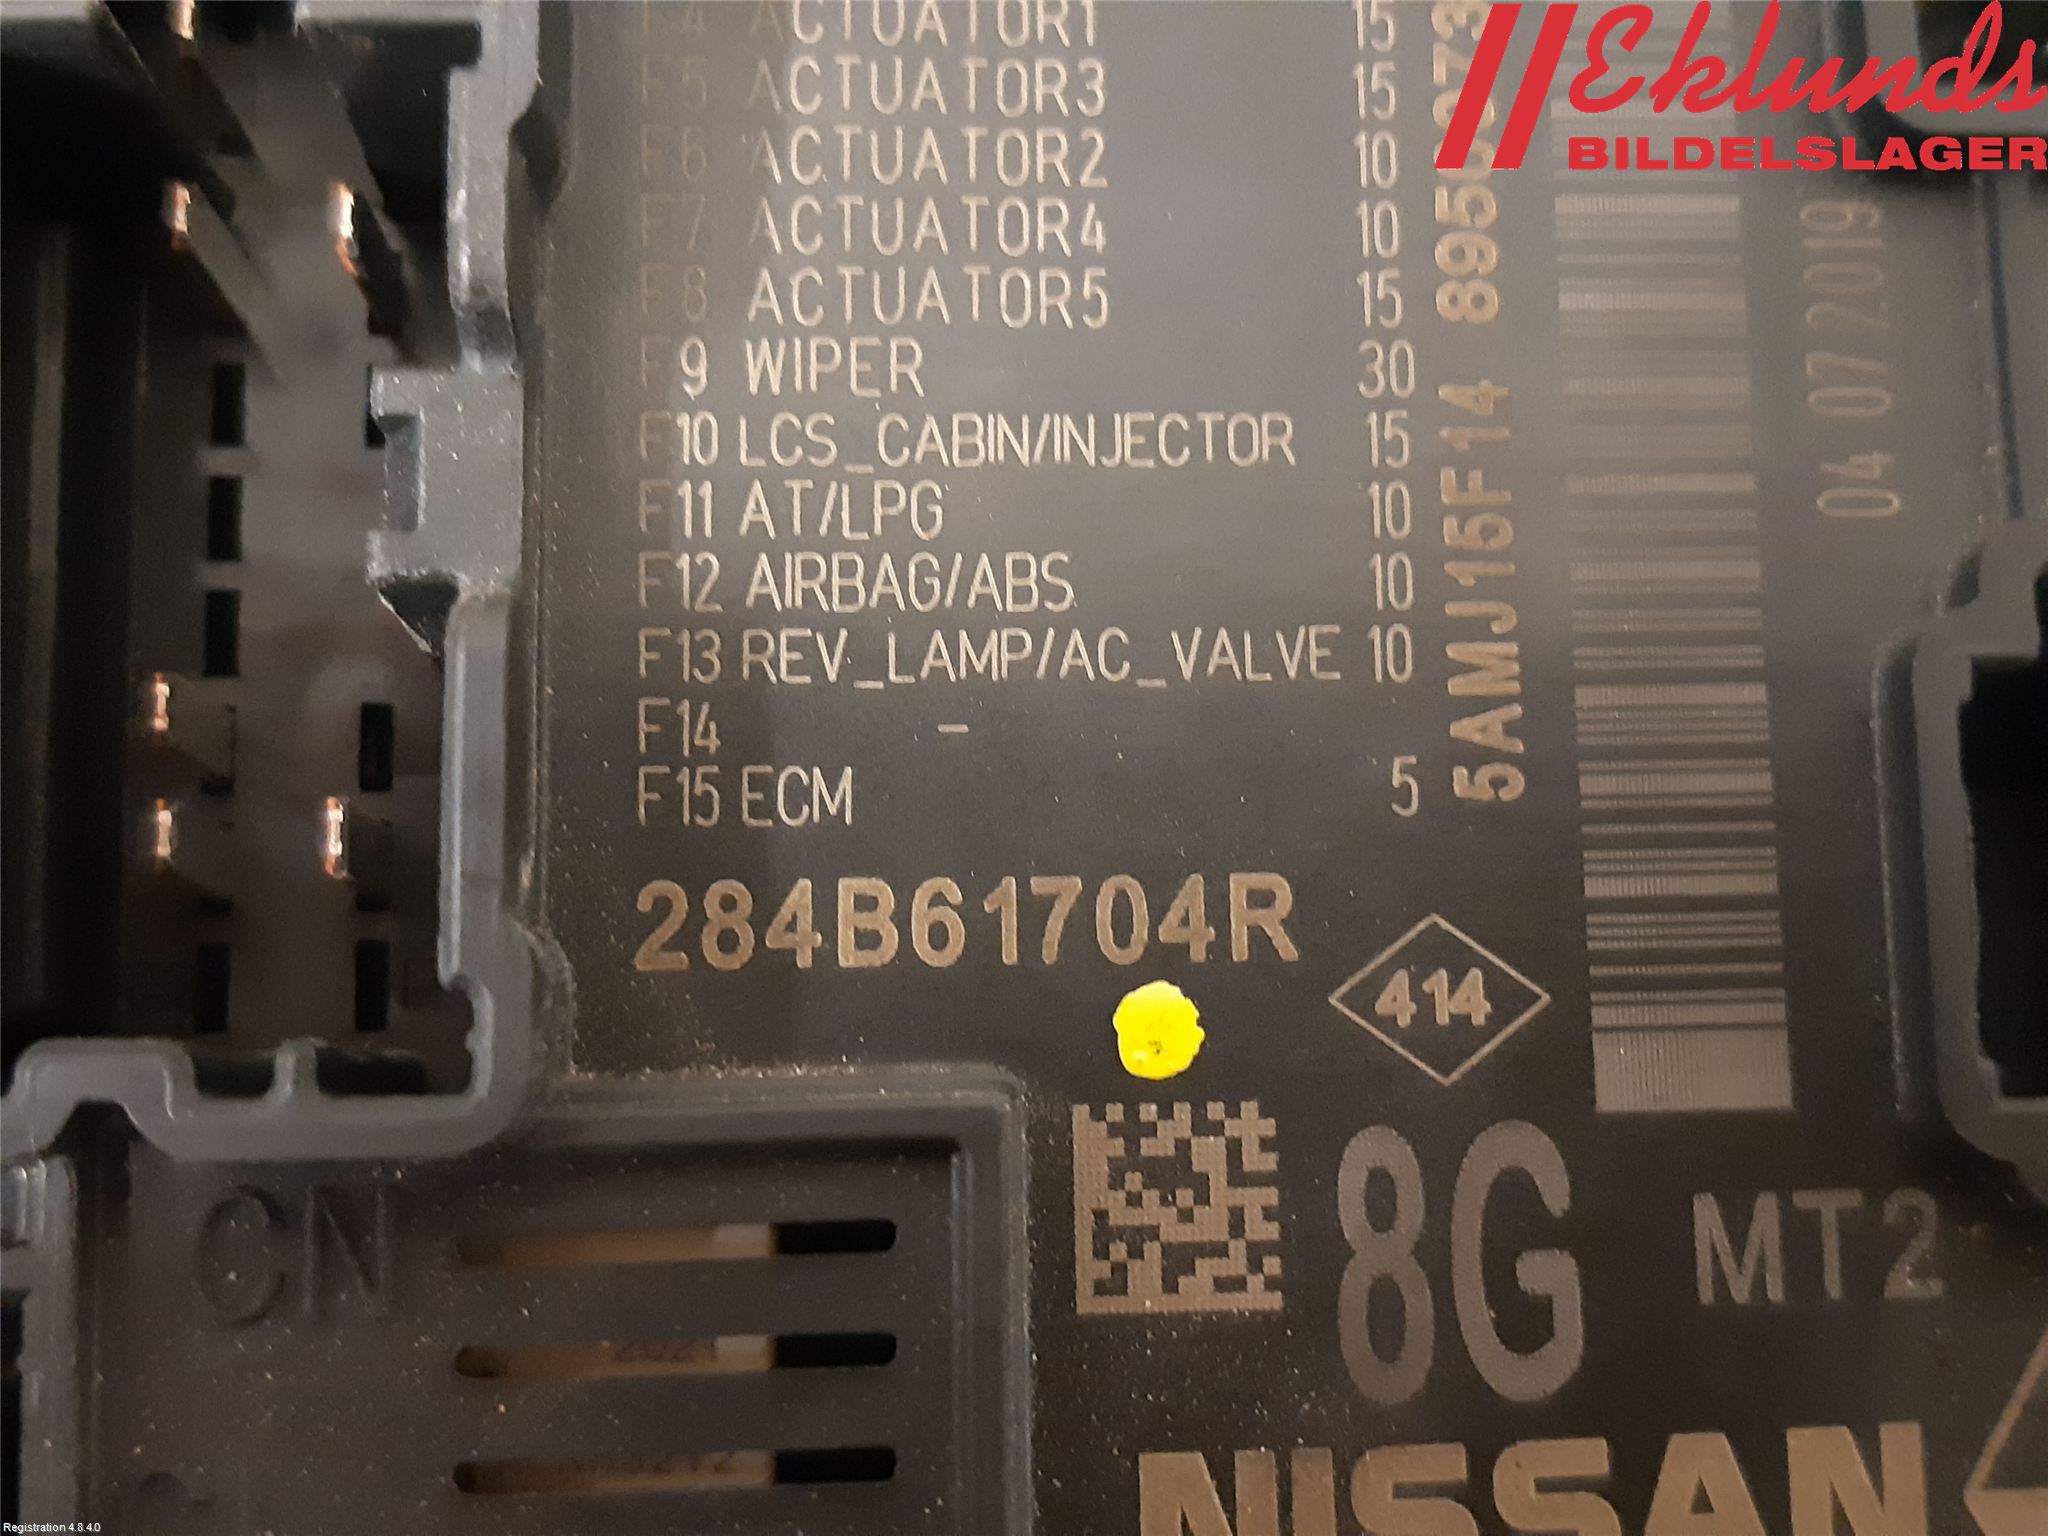 F4 ACTUATOR1 15
F5 ACTUATOR3 15
F6 ACTUATOR2 10
F7 ACTUATOR4 10
F8 ACTUATOR5 15
F9 WIPER 30
F10 LCS_CABIN/INJECTOR 15
F11 AT/LPG 10
F12 AIRBAG/ABS 10
F13 REV_LAMP/AC_VALVE 10
F14 -
F15 ECM 5
284B61704R
414
5AMJ15F14
04 07 2019
Eklunds
BILDELSLAGER
8G
MT2
NISSAN
CN
Registration 4.8.4.0